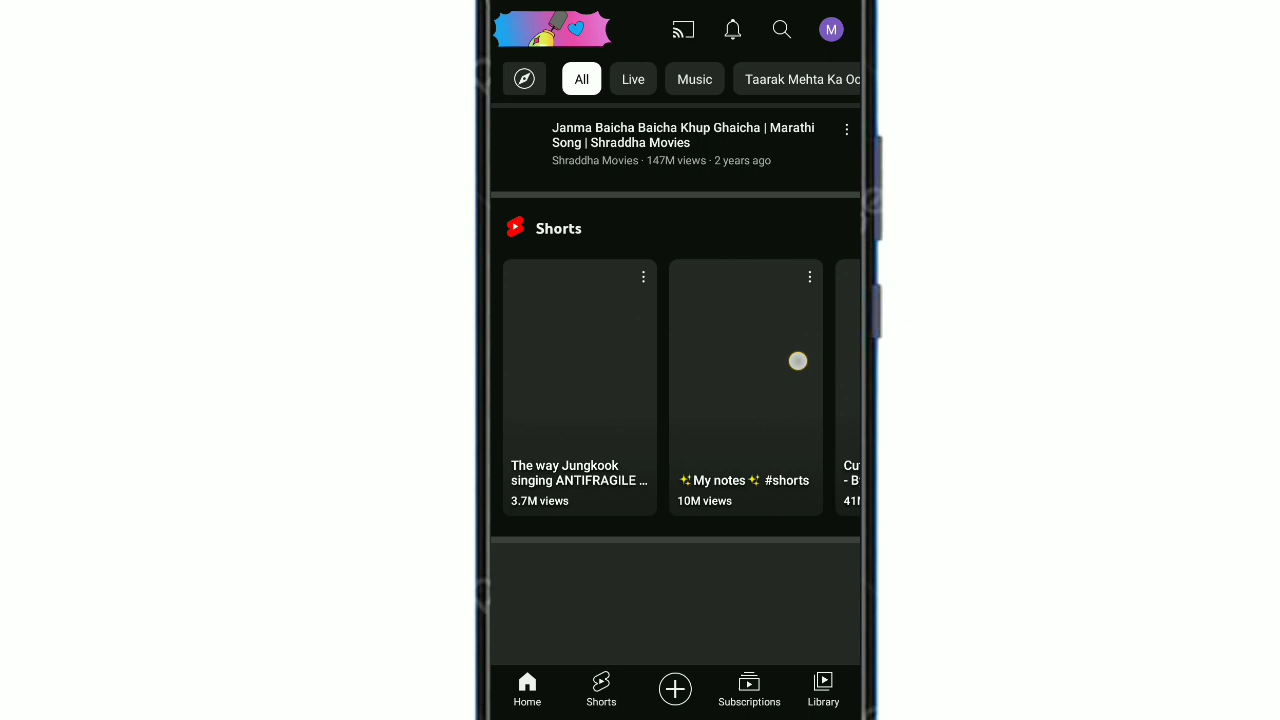 M
All
Live
Music
Taarak Mehta Ka Oo
Janma Baicha Baicha Khup Ghaicha | Marathi
Song | Shraddha Movies
Shraddha Movies · 147M views · 2 years ago
Shorts
The way Jungkook
singing ANTIFRAGILE ...
3.7M views
✨My notes✨ #shorts
10M views
Cu
- B
41M
Home
Shorts
Subscriptions
Library